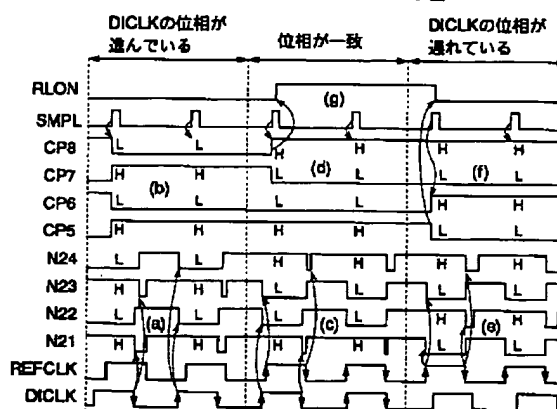 DICLKの位相が
進んでいる
位相が一致
DICLKの位相が
遅れている
RLON
(g)
SMPL
CP8 L L H H H H
CP7 H H L L L L
(b) (d) (f)
CP6 L L L L H H
CP5 H H H H L L
N24 L L H H H H
N23 H H L L L L
N22 L L L L H H
(a) (c) (e)
N21 H H H H L L
REFCLK
DICLK